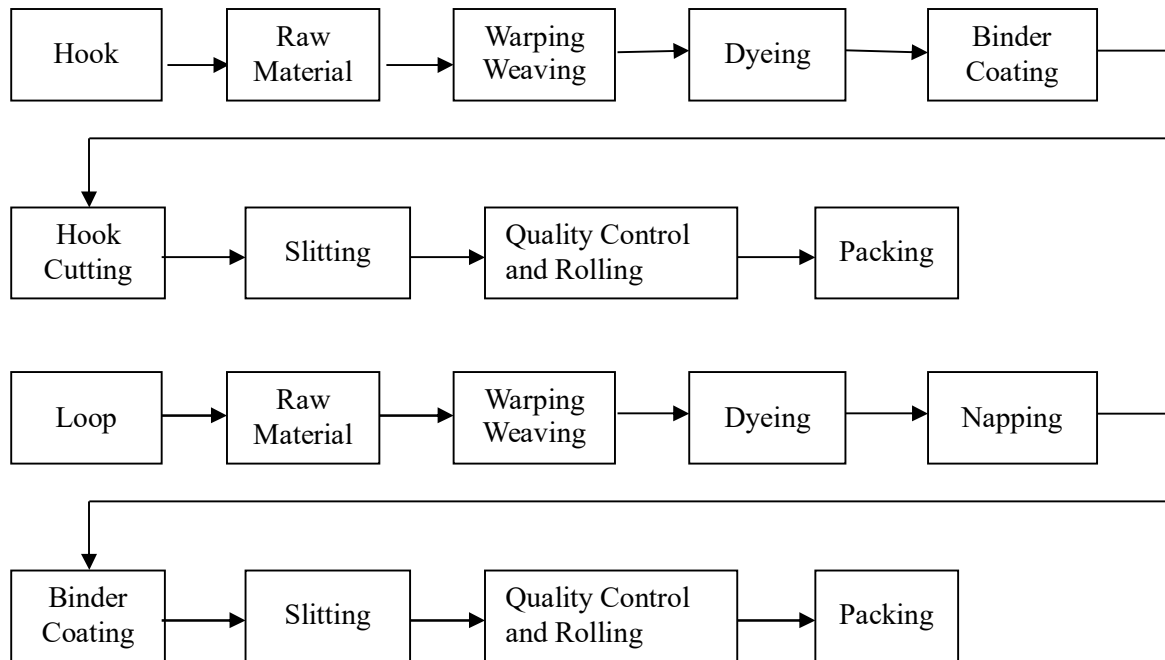 Hook
Raw
Material
Warping
Weaving
Dyeing
Binder
Coating
Hook
Cutting
Slitting
Quality Control
and Rolling
Packing
Loop
Raw
Material
Warping
Weaving
Dyeing
Napping
Binder
Coating
Slitting
Quality Control
and Rolling
Packing